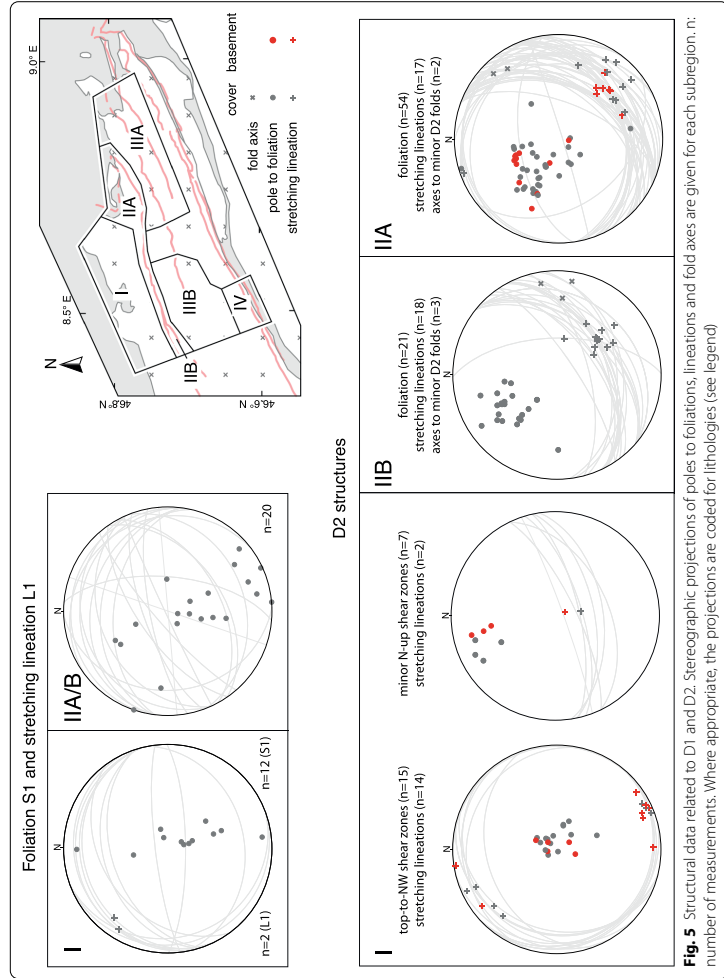 Foliation S1 and stretching lineation L1
I
N
n=2 (L1)
n=12 (S1)
IIA/B
N
n=20
N
8.5° E
9.0° E
46.8° N
46.6° N
I
IIA
IIIA
IIB
IIIB
IV
cover
basement
fold axis
pole to foliation
stretching lineation
D2 structures
I
top-to-NW shear zones (n=15)
stretching lineations (n=14)
N
minor N-up shear zones (n=7)
stretching lineations (n=2)
N
IIB
foliation (n=21)
stretching lineations (n=18)
axes to minor D2 folds (n=3)
N
IIA
foliation (n=54)
stretching lineations (n=17)
axes to minor D2 folds (n=2)
N
Fig. 5 Structural data related to D1 and D2. Stereographic projections of poles to foliations, lineations and fold axes are given for each subregion. n:
number of measurements. Where appropriate, the projections are coded for lithologies (see legend)